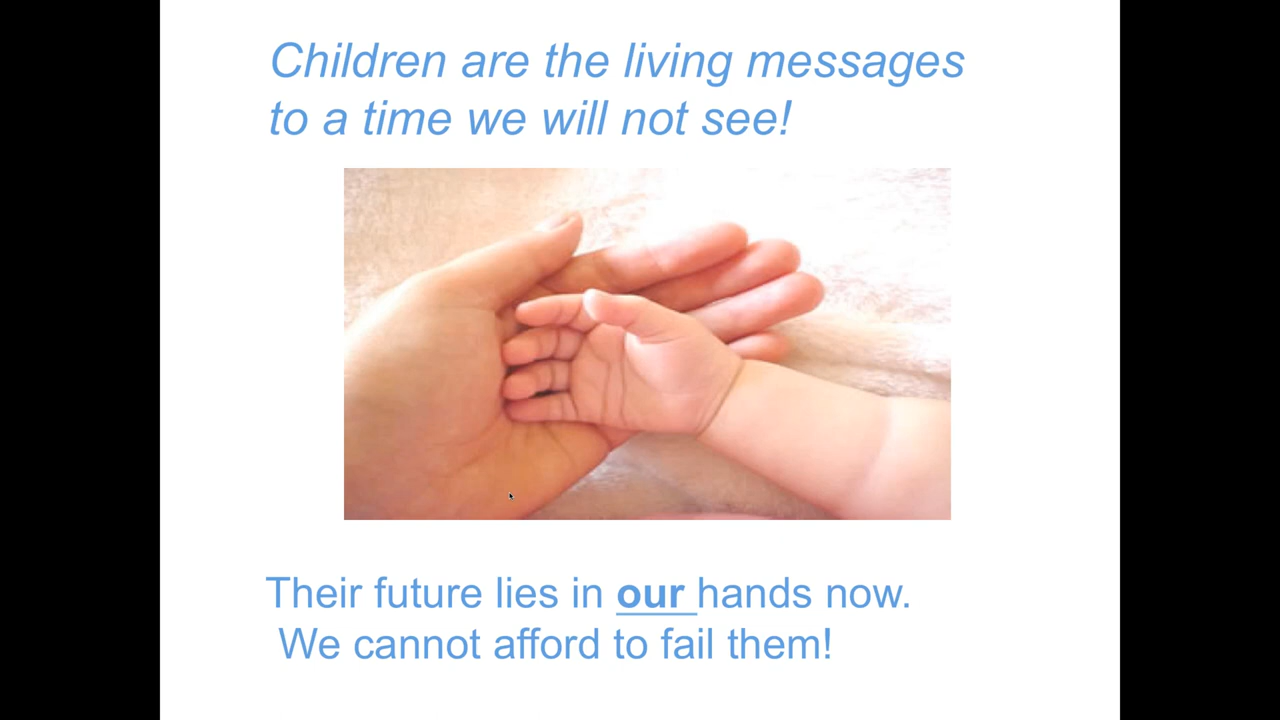 Children are the living messages
to a time we will not see!
Their future lies in our hands now.
We cannot afford to fail them!